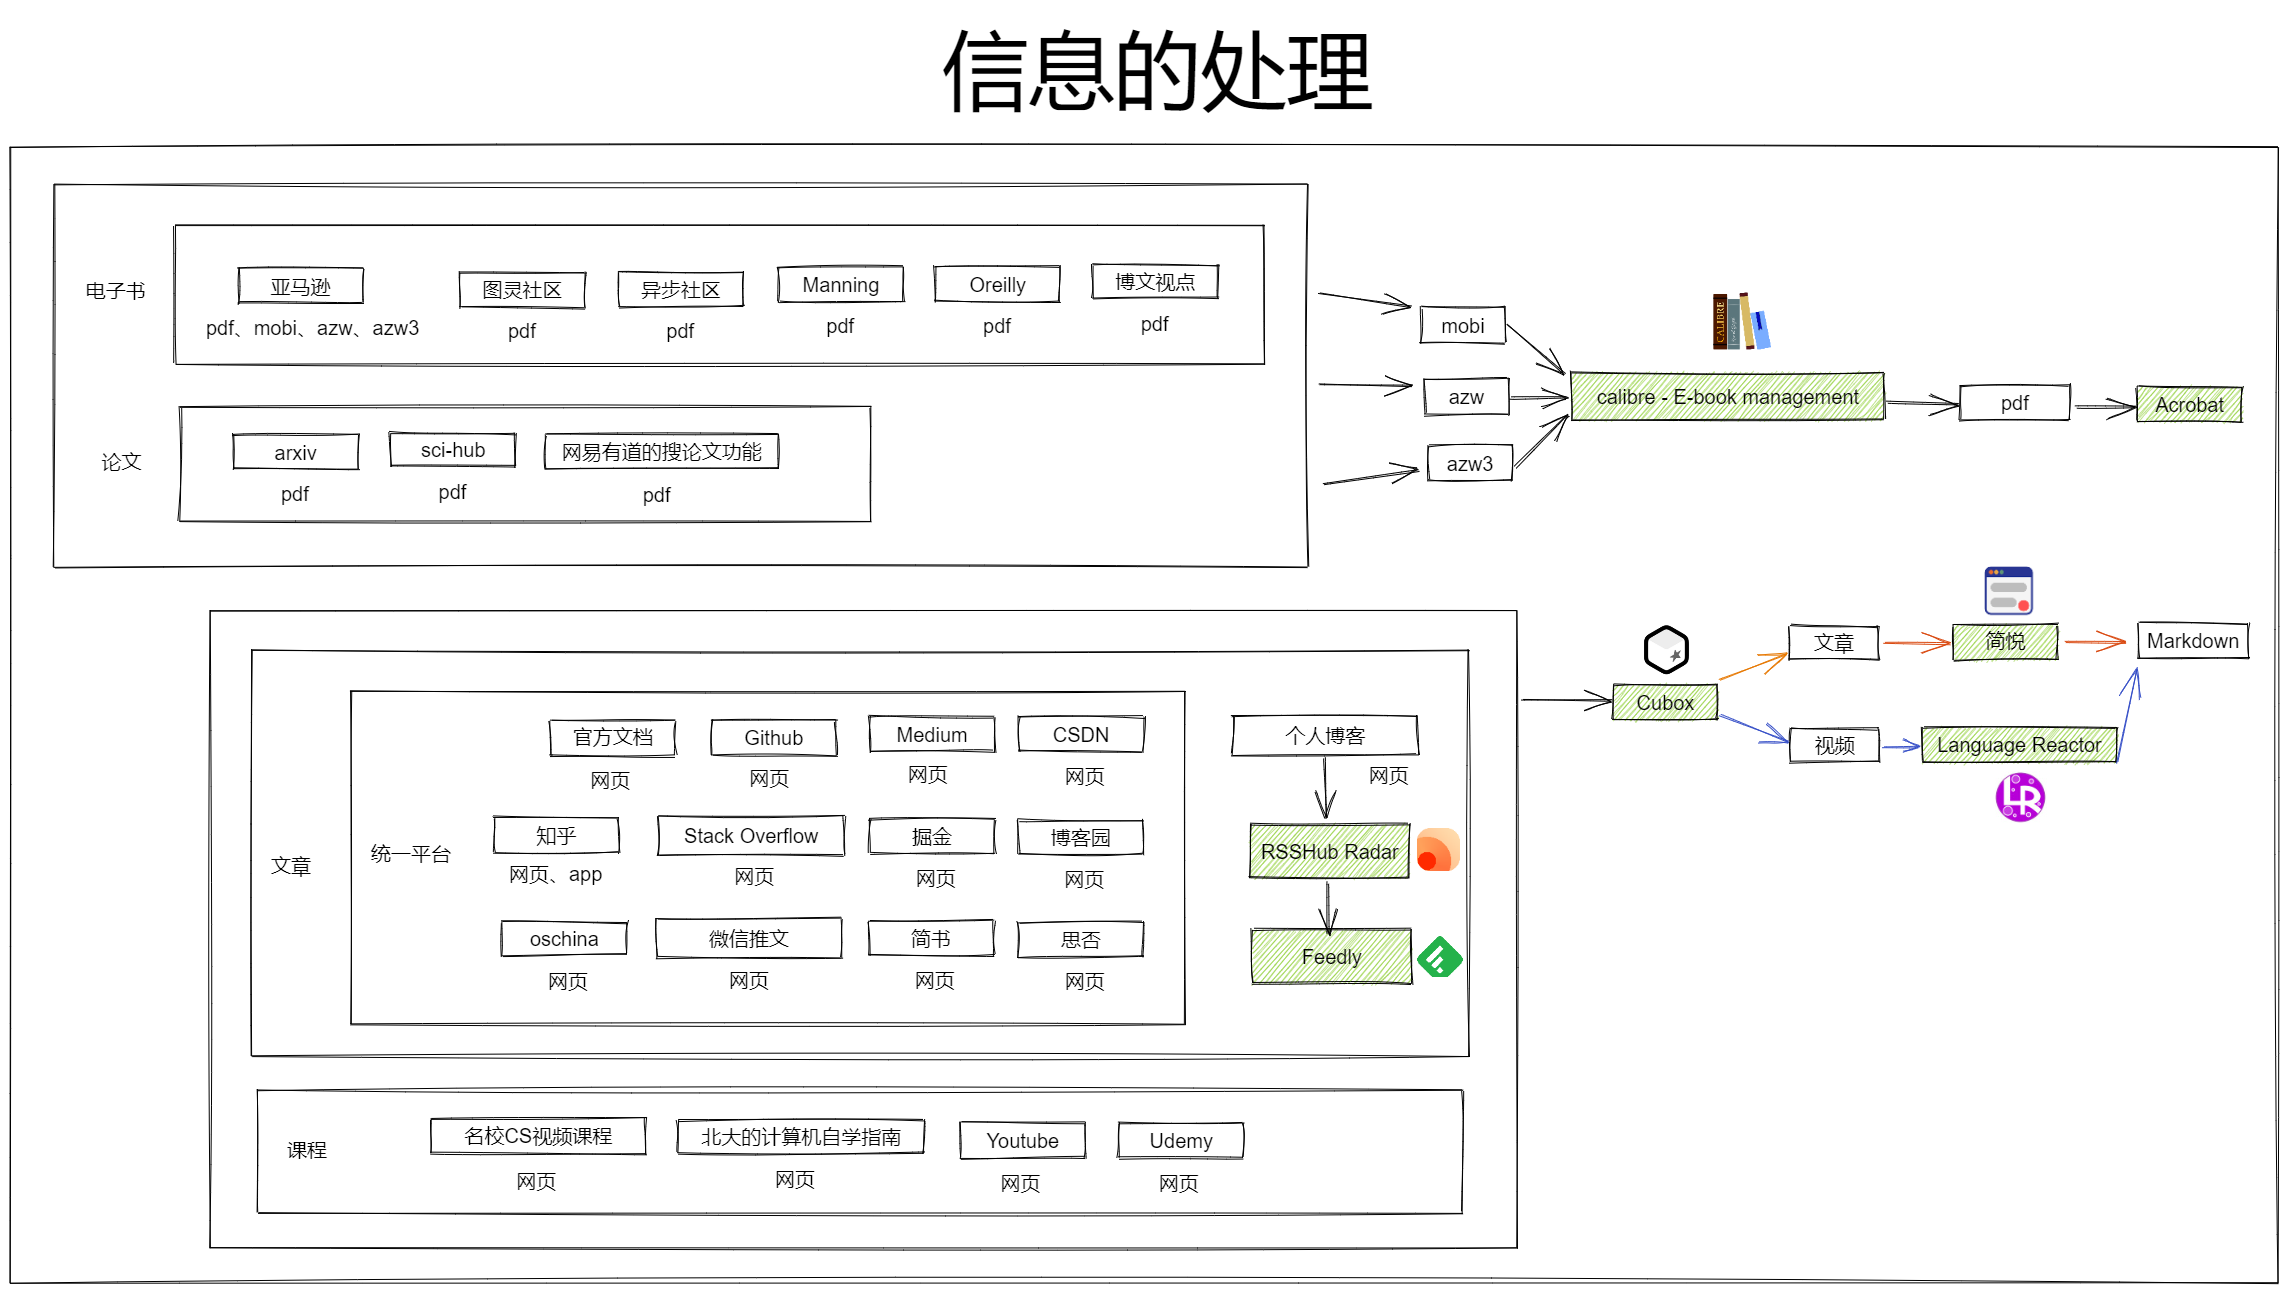 信息的处理
电子书
亚马逊
pdf、mobi、azw、azw3
图灵社区
pdf
异步社区
pdf
Manning
pdf
Oreilly
pdf
博文视点
pdf
论文
arxiv
pdf
sci-hub
pdf
网易有道的搜论文功能
pdf
mobi
azw
azw3
CALIBRE
calibre - E-book management
pdf
Acrobat
文章
统一平台
官方文档
网页
Github
网页
Medium
网页
CSDN
网页
知乎
网页、app
Stack Overflow
网页
掘金
网页
博客园
网页
oschina
网页
微信推文
网页
简书
网页
思否
网页
个人博客
网页
RSSHub Radar
Feedly
课程
名校CS视频课程
网页
北大的计算机自学指南
网页
Youtube
网页
Udemy
网页
Cubox
文章
简悦
Markdown
视频
Language Reactor
LR